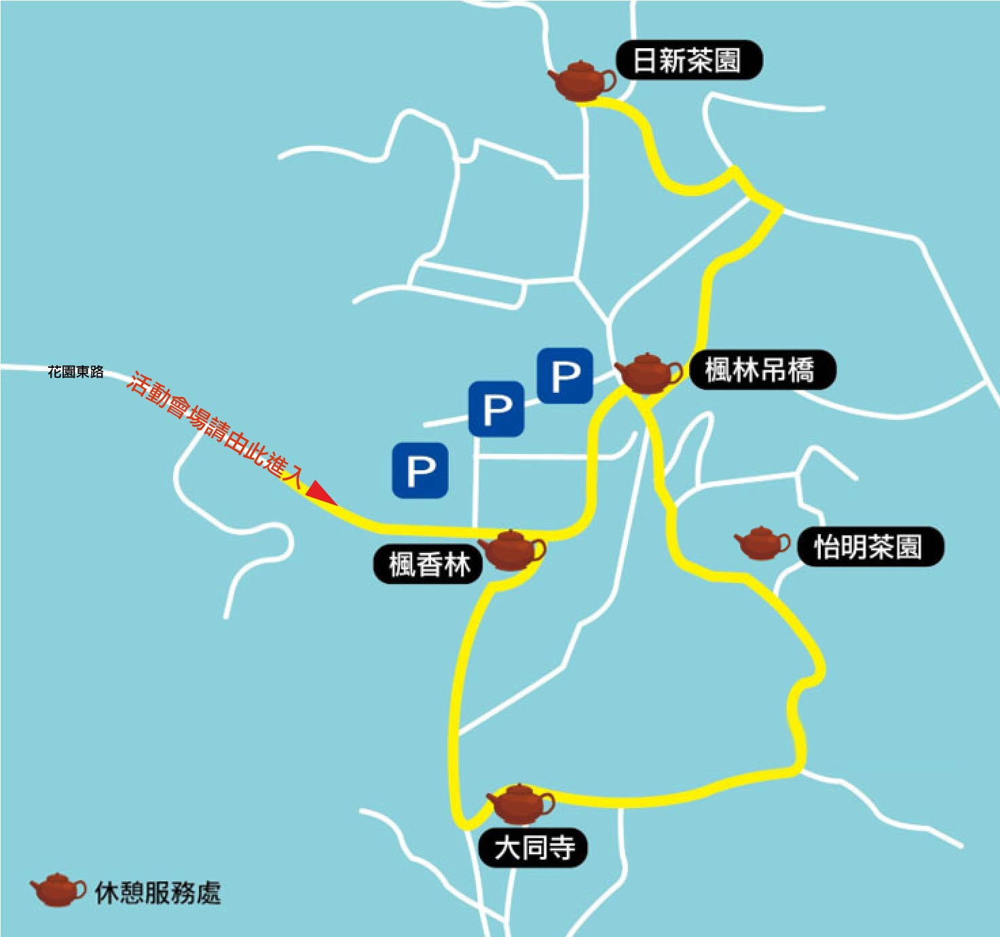 日新茶園
花園東路
活動會場請由此進入
P
P
P
楓林吊橋
楓香林
怡明茶園
大同寺
休憩服務處